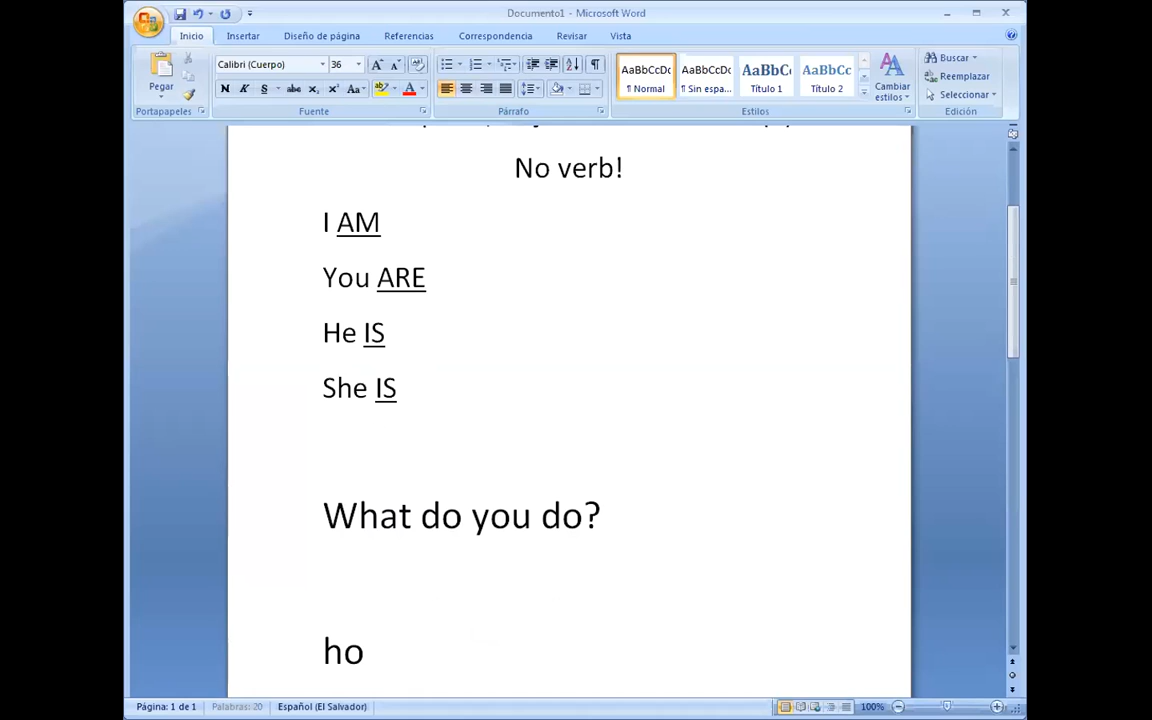 Documento1 - Microsoft Word
Inicio Insertar Diseño de página Referencias Correspondencia Revisar Vista
Calibri (Cuerpo) 36
AaBbCcDc AaBbCcDc AaBbC AaBbCc
Pegar
¶ Normal ¶ Sin espa... Título 1 Título 2
Cambiar estilos
Buscar
Reemplazar
Seleccionar
Portapapeles Fuente Párrafo Estilos Edición
No verb!
I AM
You ARE
He IS
She IS
What do you do?
ho
Página: 1 de 1 Palabras: 20 Español (El Salvador) 100%